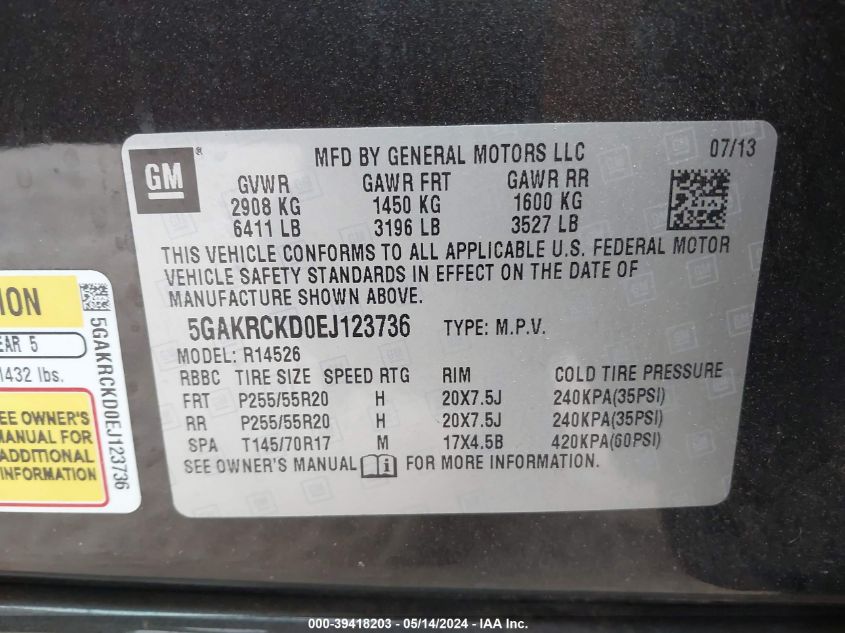 GM ®
MFD BY GENERAL MOTORS LLC 07/13
GVWR GAWR FRT GAWR RR
2908 KG 1450 KG 1600 KG
6411 LB 3196 LB 3527 LB
THIS VEHICLE CONFORMS TO ALL APPLICABLE U.S. FEDERAL MOTOR
VEHICLE SAFETY STANDARDS IN EFFECT ON THE DATE OF
MANUFACTURE SHOWN ABOVE.
5GAKRCKD0EJ123736 TYPE: M.P.V.
MODEL: R14526
RBBC TIRE SIZE SPEED RTG RIM COLD TIRE PRESSURE
FRT P255/55R20 H 20X7.5J 240KPA(35PSI)
RR P255/55R20 H 20X7.5J 240KPA(35PSI)
SPA T145/70R17 M 17X4.5B 420KPA(60PSI)
SEE OWNER'S MANUAL FOR MORE INFORMATION.
ION
EAR 5
1432 lbs.
SEE OWNER'S
MANUAL FOR
ADDITIONAL
INFORMATION
5GAKRCKD0EJ123736
000-39418203 - 05/14/2024 - IAA Inc.